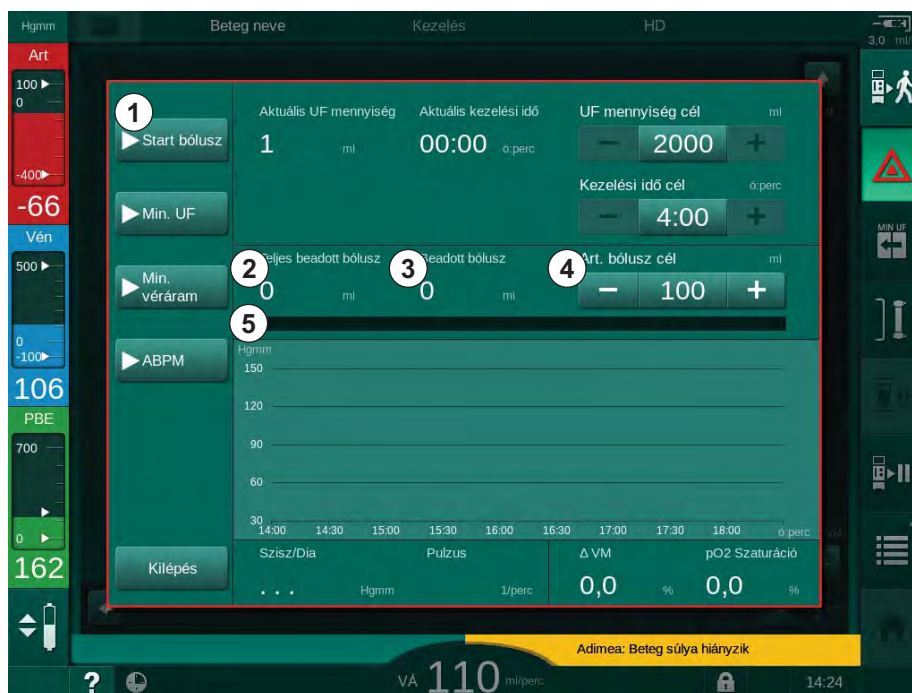 Hgmm
Beteg neve
Kezelés
HD
3,0 ml/
Art
100
0
-400
-66
Vén
500
0
-100
106
PBE
700
0
162
1
Start bólusz
Min. UF
Min. véráram
ABPM
Kilépés
Aktuális UF mennyiség
1 ml
Aktuális kezelési idő
00:00 ó:perc
UF mennyiség cél ml
− 2000 +
Kezelési idő cél ó:perc
− 4:00 +
2
Teljes beadott bólusz
0 ml
3
Beadott bólusz
0 ml
4
Art. bólusz cél ml
− 100 +
5
Hgmm
150
120
90
60
30
14:00 14:30 15:00 15:30 16:00 16:30 17:00 17:30 18:00 ó:perc
Szisz/Dia
. . . Hgmm
Pulzus
1/perc
Δ VM
0,0 %
pO2 Szaturáció
0,0 %
MIN UF
Adimea: Beteg súlya hiányzik
?
VÁ 110 ml/perc
14:24